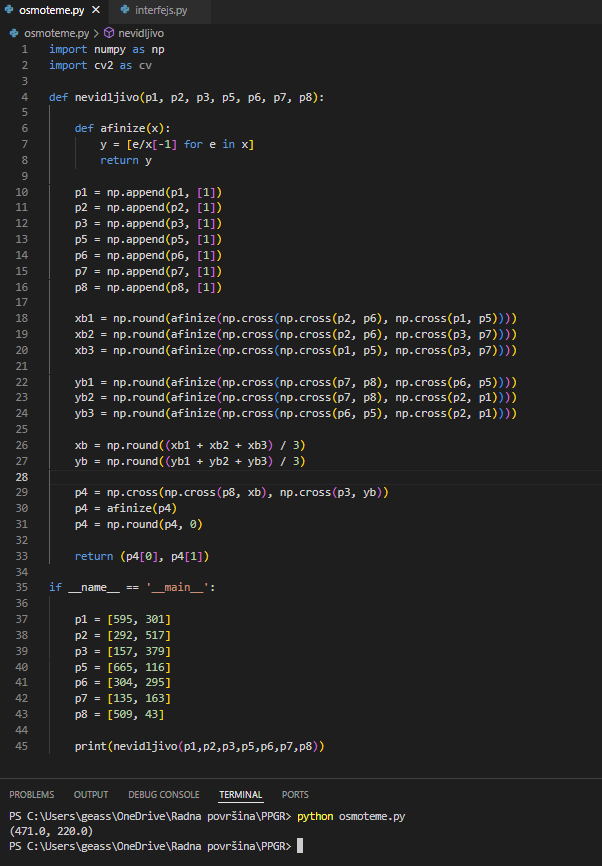 osmoteme.py × interfejs.py
osmoteme.py > nevidljivo
1 import numpy as np
2 import cv2 as cv
3
4 def nevidljivo(p1, p2, p3, p5, p6, p7, p8):
5
6 def afinize(x):
7 y = [e/x[-1] for e in x]
8 return y
9
10 p1 = np.append(p1, [1])
11 p2 = np.append(p2, [1])
12 p3 = np.append(p3, [1])
13 p5 = np.append(p5, [1])
14 p6 = np.append(p6, [1])
15 p7 = np.append(p7, [1])
16 p8 = np.append(p8, [1])
17
18 xb1 = np.round(afinize(np.cross(np.cross(p2, p6), np.cross(p1, p5))))
19 xb2 = np.round(afinize(np.cross(np.cross(p2, p6), np.cross(p3, p7))))
20 xb3 = np.round(afinize(np.cross(np.cross(p1, p5), np.cross(p3, p7))))
21
22 yb1 = np.round(afinize(np.cross(np.cross(p7, p8), np.cross(p6, p5))))
23 yb2 = np.round(afinize(np.cross(np.cross(p7, p8), np.cross(p2, p1))))
24 yb3 = np.round(afinize(np.cross(np.cross(p6, p5), np.cross(p2, p1))))
25
26 xb = np.round((xb1 + xb2 + xb3) / 3)
27 yb = np.round((yb1 + yb2 + yb3) / 3)
28
29 p4 = np.cross(np.cross(p8, xb), np.cross(p3, yb))
30 p4 = afinize(p4)
31 p4 = np.round(p4, 0)
32
33 return (p4[0], p4[1])
34
35 if __name__ == '__main__':
36
37 p1 = [595, 301]
38 p2 = [292, 517]
39 p3 = [157, 379]
40 p5 = [665, 116]
41 p6 = [304, 295]
42 p7 = [135, 163]
43 p8 = [509, 43]
44
45 print(nevidljivo(p1,p2,p3,p5,p6,p7,p8))
PROBLEMS OUTPUT DEBUG CONSOLE TERMINAL PORTS
PS C:\Users\geass\OneDrive\Radna površina\PPGR> python osmoteme.py
(471.0, 220.0)
PS C:\Users\geass\OneDrive\Radna površina\PPGR>